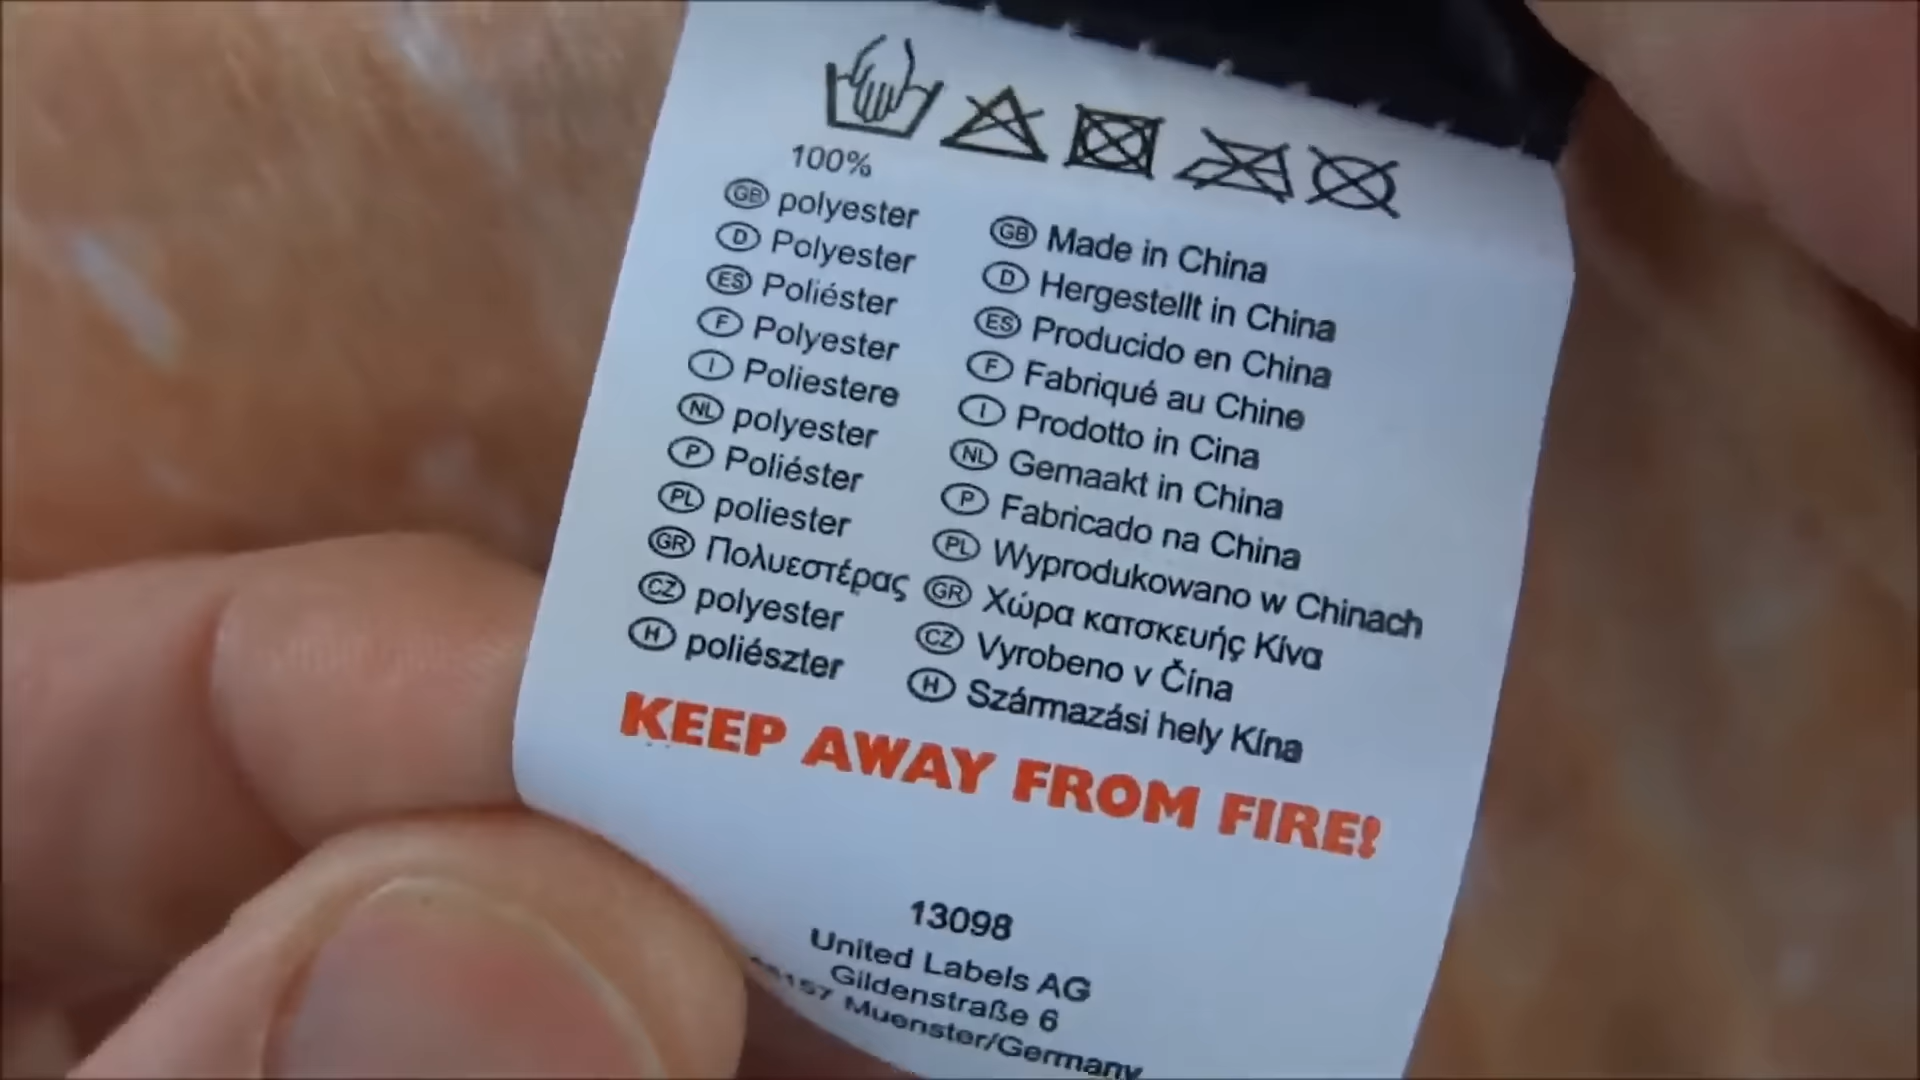 100%
GB polyester
D Polyester
ES Poliéster
F Polyester
I Poliestere
NL polyester
P Poliéster
PL poliester
GR Πολυεστέρας
CZ polyester
H poliészter
GB Made in China
D Hergestellt in China
ES Producido en China
F Fabriqué au Chine
I Prodotto in Cina
NL Gemaakt in China
P Fabricado na China
PL Wyprodukowano w Chinach
GR Χώρα κατσκευής Κίνα
CZ Vyrobeno v Čína
H Származási hely Kína
KEEP AWAY FROM FIRE!
13098
United Labels AG
Gildenstraße 6
Muenster/Germany